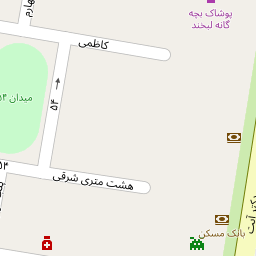 پوشاک بچه
گانه لبخند
کاظمی
میدان ۵۴
۵۴
هشت متری شرقی
بانک مسکن